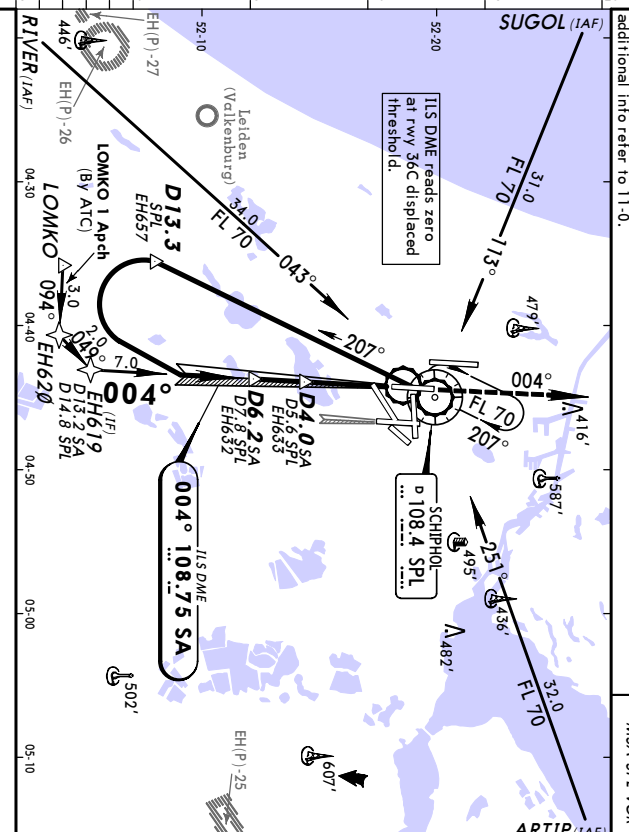 additional info refer to 11-0.
SUGOL (IAF)
31.0
FL 70
113°
RIVER (IAF)
34.0
FL 70
043°
446'
EH(P)-27
EH(P)-26
52-10
52-20
Leiden
(Valkenburg)
ILS DME reads zero
at rwy 36C displaced
threshold.
04-30
04-40
04-50
05-00
05-10
LOMKO 1 Apch
(By ATC)
LOMKO
3.0
094°
EH620
2.0
049°
7.0
(IF)
EH619
D13.2 SA
D14.8 SPL
004°
D13.3
SPL
EH657
207°
D6.2 SA
D7.8 SPL
EH632
D4.0 SA
D5.6 SPL
EH633
479'
004°
FL 70
207°
416'
587'
495'
436'
482'
251°
32.0
FL 70
ARTIP (IAF)
SCHIPHOL
D 108.4 SPL
ILS DME
004° 108.75 SA
502'
607'
EH(P)-25